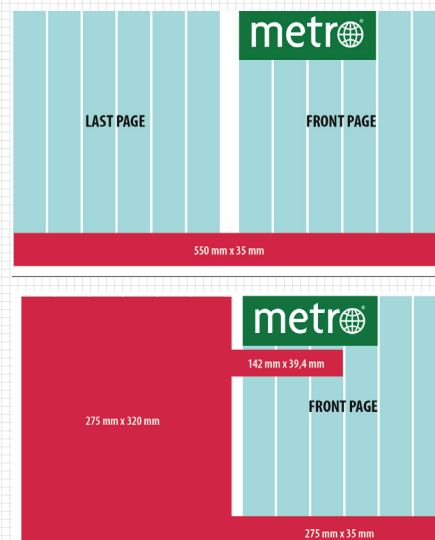 metro
LAST PAGE
FRONT PAGE
550 mm x 35 mm
metro
142 mm x 39,4 mm
FRONT PAGE
275 mm x 320 mm
275 mm x 35 mm